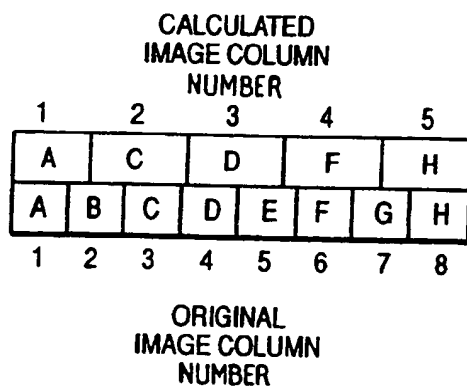 CALCULATED
IMAGE COLUMN
NUMBER
1 2 3 4 5
A C D F H
A B C D E F G H
1 2 3 4 5 6 7 8
ORIGINAL
IMAGE COLUMN
NUMBER